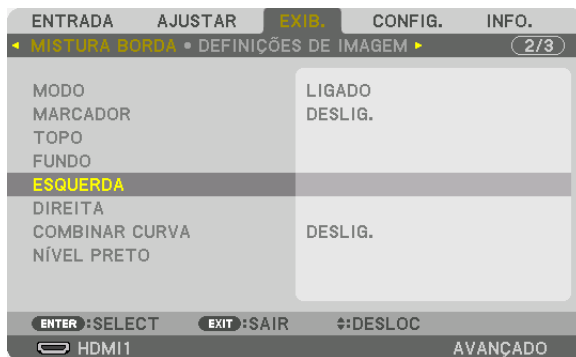 ENTRADA AJUSTAR EXIB. CONFIG. INFO.
MISTURA BORDA • DEFINIÇÕES DE IMAGEM 2/3
MODO LIGADO
MARCADOR DESLIG.
TOPO
FUNDO
ESQUERDA
DIREITA
COMBINAR CURVA DESLIG.
NÍVEL PRETO
ENTER :SELECT EXIT :SAIR :DESLOC
HDMI1 AVANÇADO